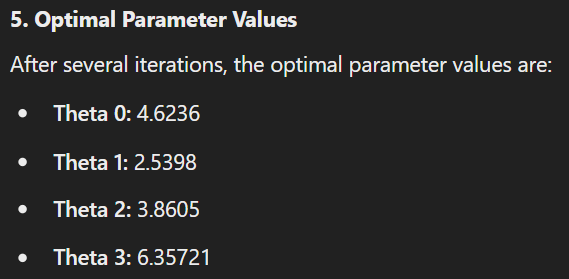 5. Optimal Parameter Values
After several iterations, the optimal parameter values are:
• Theta 0: 4.6236
• Theta 1: 2.5398
• Theta 2: 3.8605
• Theta 3: 6.35721